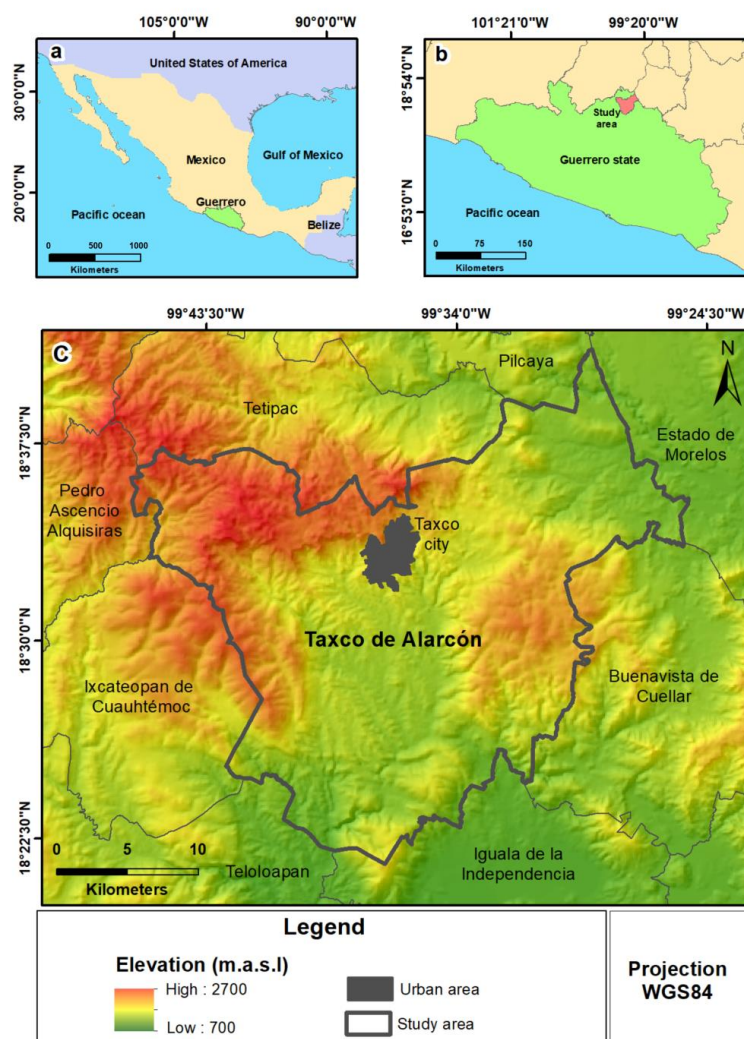 105°0'0"W
90°0'0"W
a
United States of America
30°0'0"N
Mexico
Gulf of Mexico
20°0'0"N
Guerrero
Pacific ocean
Belize
0
500
1000
Kilometers
101°21'0"W
99°20'0"W
b
18°54'0"N
Study
area
Guerrero state
16°53'0"N
Pacific ocean
0
75
150
Kilometers
99°43'30"W
99°34'0"W
99°24'30"W
C
N
Pilcaya
Tetipac
18°37'30"N
Estado de
Morelos
Pedro
Ascencio
Alquisiras
Taxco
city
18°30'0"N
Taxco de Alarcón
Ixcateopan de
Cuauhtémoc
Buenavista de
Cuellar
18°22'30"N
0
5
10
Kilometers
Teloloapan
Iguala de la
Independencia
Legend
Elevation (m.a.s.l)
High : 2700
Low : 700
Urban area
Study area
Projection
WGS84